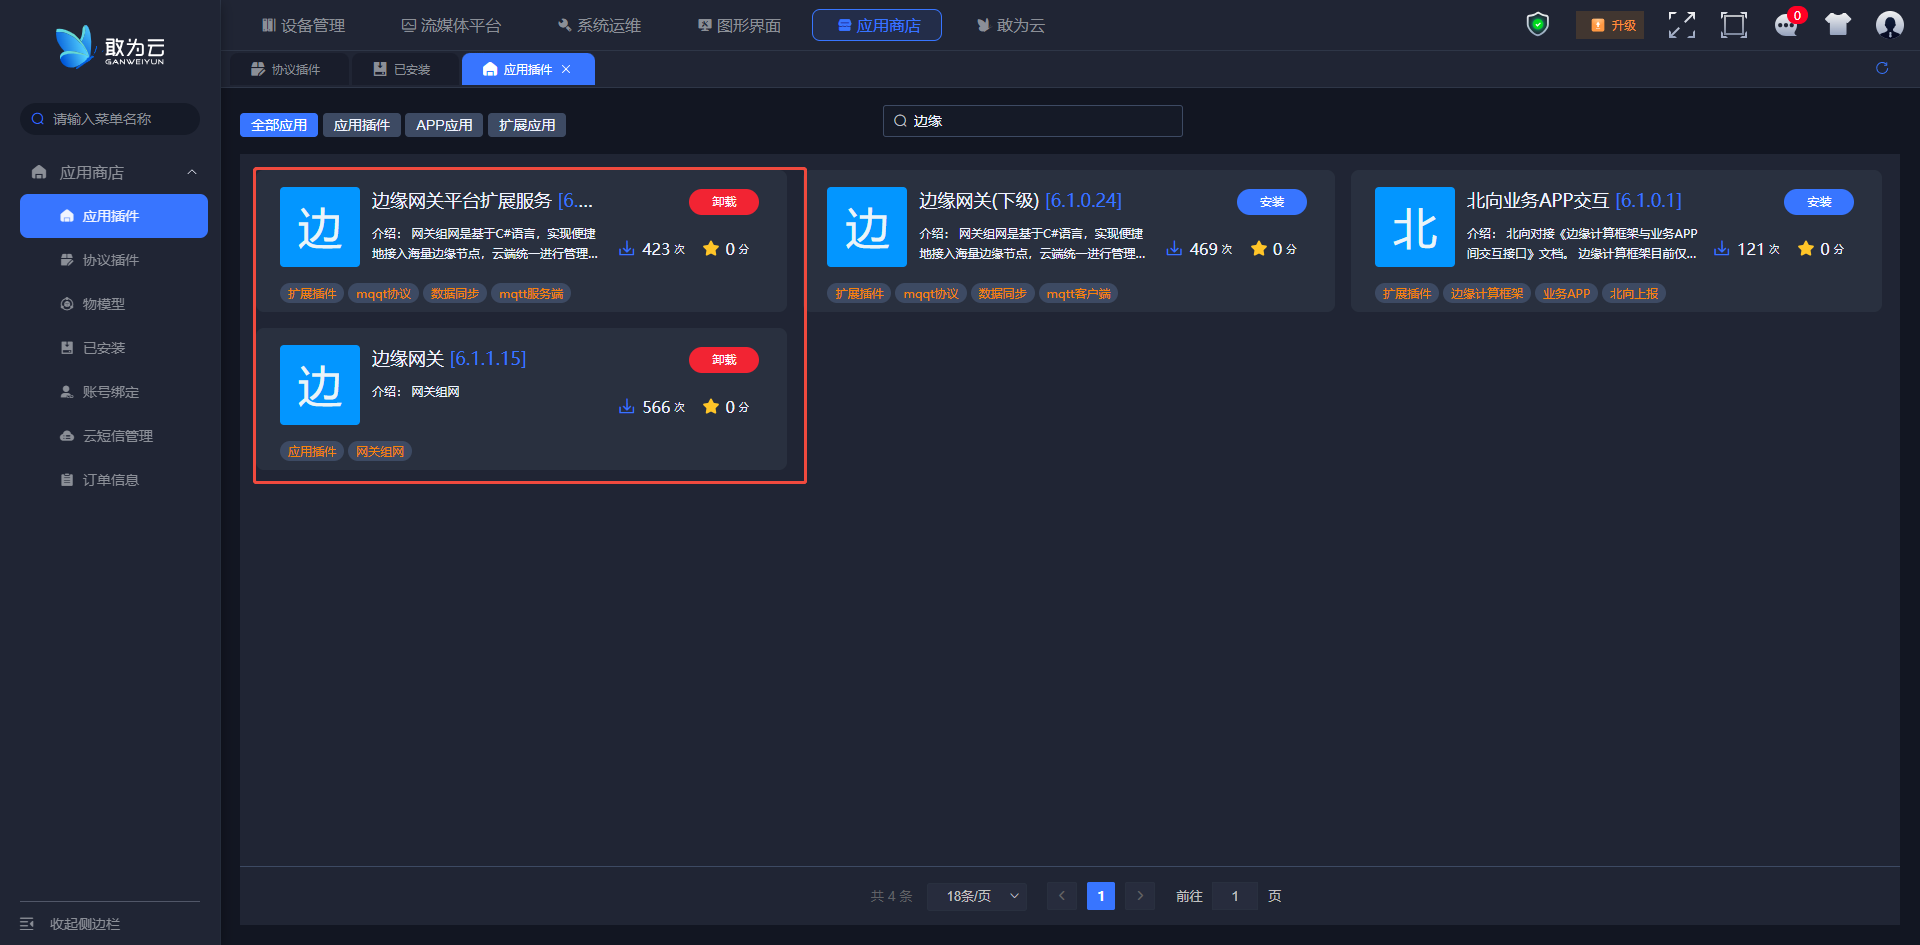 敢为云
GANWEIYUN
设备管理
流媒体平台
系统运维
图形界面
应用商店
敢为云
升级
0
协议插件
已安装
应用插件
请输入菜单名称
应用商店
应用插件
协议插件
物模型
已安装
账号绑定
云短信管理
订单信息
收起侧边栏
全部应用
应用插件
APP应用
扩展应用
边缘
边
边缘网关平台扩展服务 [6....
卸载
介绍： 网关组网是基于C#语言，实现便捷
地接入海量边缘节点，云端统一进行管理...
423 次
0 分
扩展插件
mqqt协议
数据同步
mqtt服务端
边
边缘网关(下级) [6.1.0.24]
安装
介绍： 网关组网是基于C#语言，实现便捷
地接入海量边缘节点，云端统一进行管理...
469 次
0 分
扩展插件
mqqt协议
数据同步
mqtt客户端
北
北向业务APP交互 [6.1.0.1]
安装
介绍： 北向对接《边缘计算框架与业务APP
间交互接口》文档。 边缘计算框架目前仅...
121 次
0 分
扩展插件
边缘计算框架
业务APP
北向上报
边
边缘网关 [6.1.1.15]
卸载
介绍： 网关组网
566 次
0 分
应用插件
网关组网
共 4 条
18条/页
1
前往
1
页